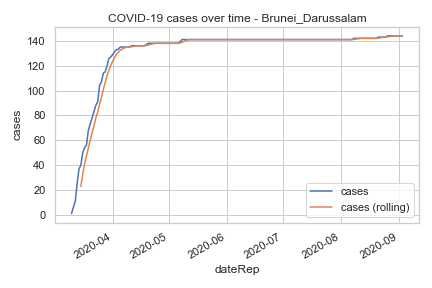 COVID-19 cases over time - Brunei_Darussalam
140
120
100
80
60
40
20
0
cases
2020-04
2020-05
2020-06
2020-07
2020-08
2020-09
dateRep
cases
cases (rolling)